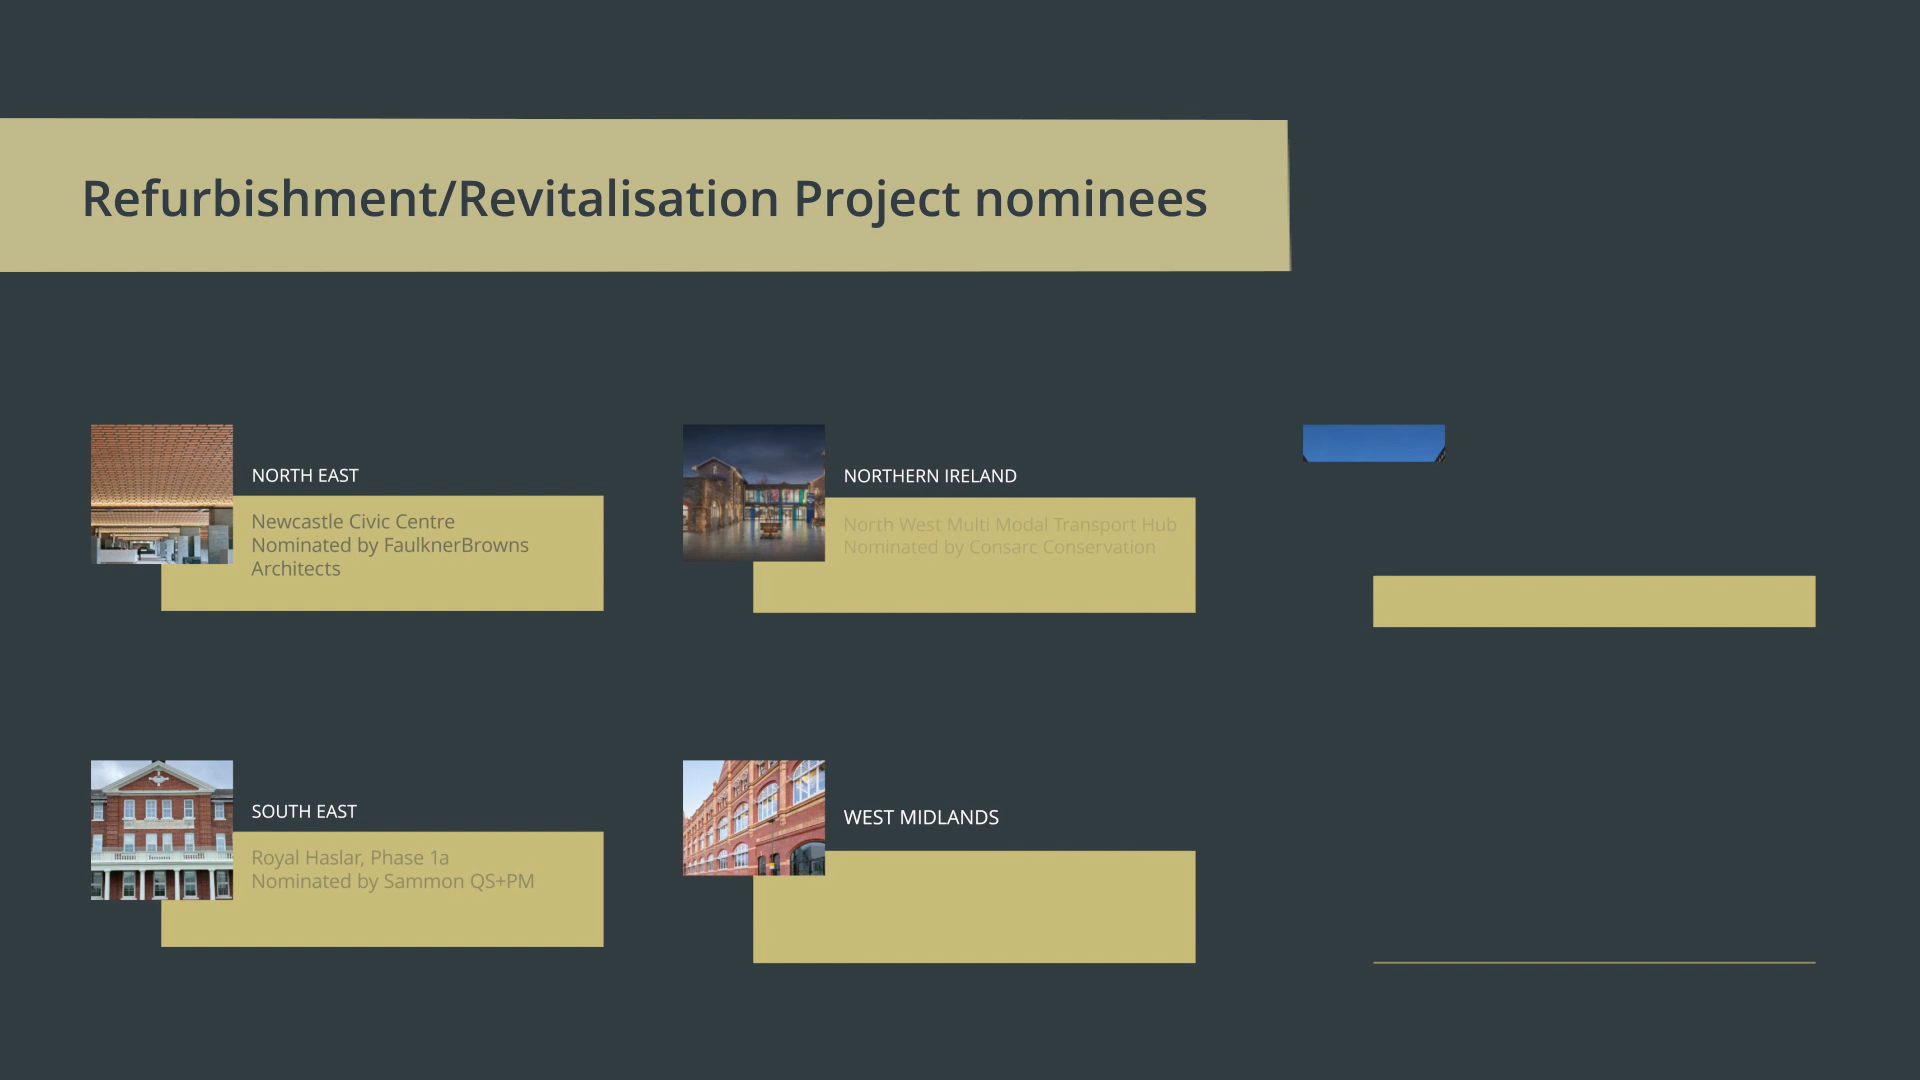 Refurbishment/Revitalisation Project nominees
NORTH EAST
Newcastle Civic Centre
Nominated by FaulknerBrowns
Architects
NORTHERN IRELAND
North West Multi Modal Transport Hub
Nominated by Consarc Conservation
SOUTH EAST
Royal Haslar, Phase 1a
Nominated by Sammon QS+PM
WEST MIDLANDS